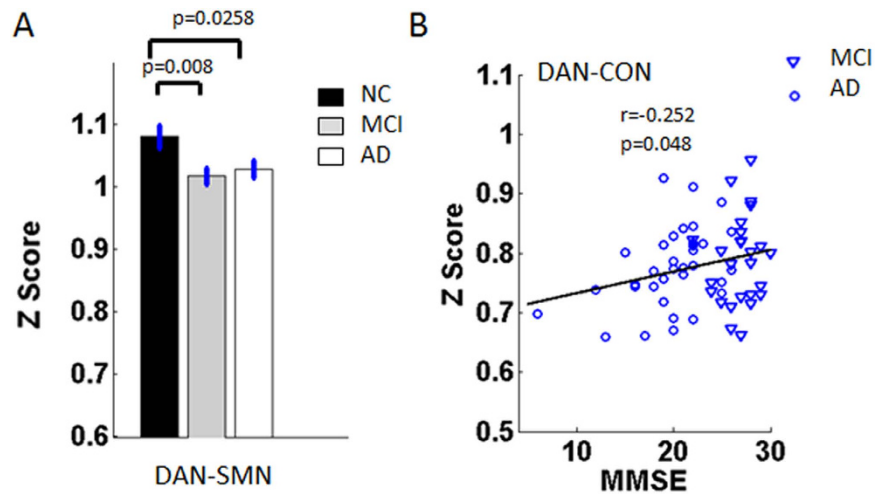 A
p=0.0258
p=0.008
NC
MCI
AD
1.1
1
0.9
0.8
0.7
0.6
Z Score
DAN-SMN
B
MCI
AD
DAN-CON
r=-0.252
p=0.048
1.1
1
0.9
0.8
0.7
0.6
0.5
Z Score
10
20
30
MMSE